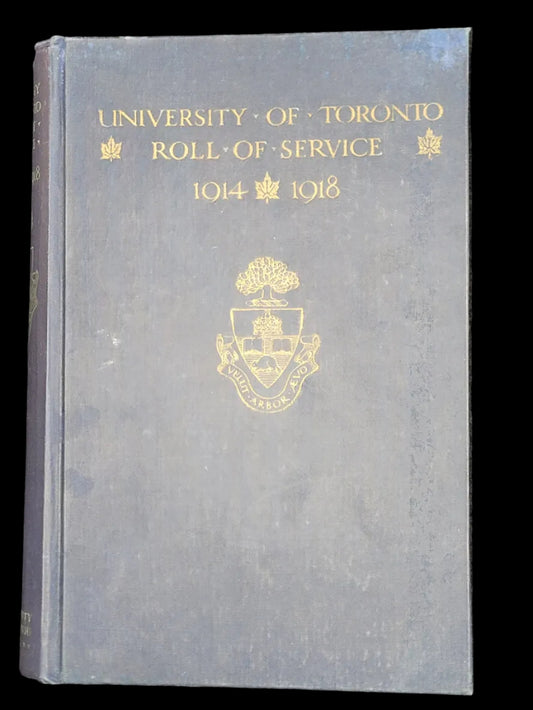 UNIVERSITY · OF · TORONTO
ROLL · OF · SERVICE
1914 1918
VELUT · ARBOR ÆVO